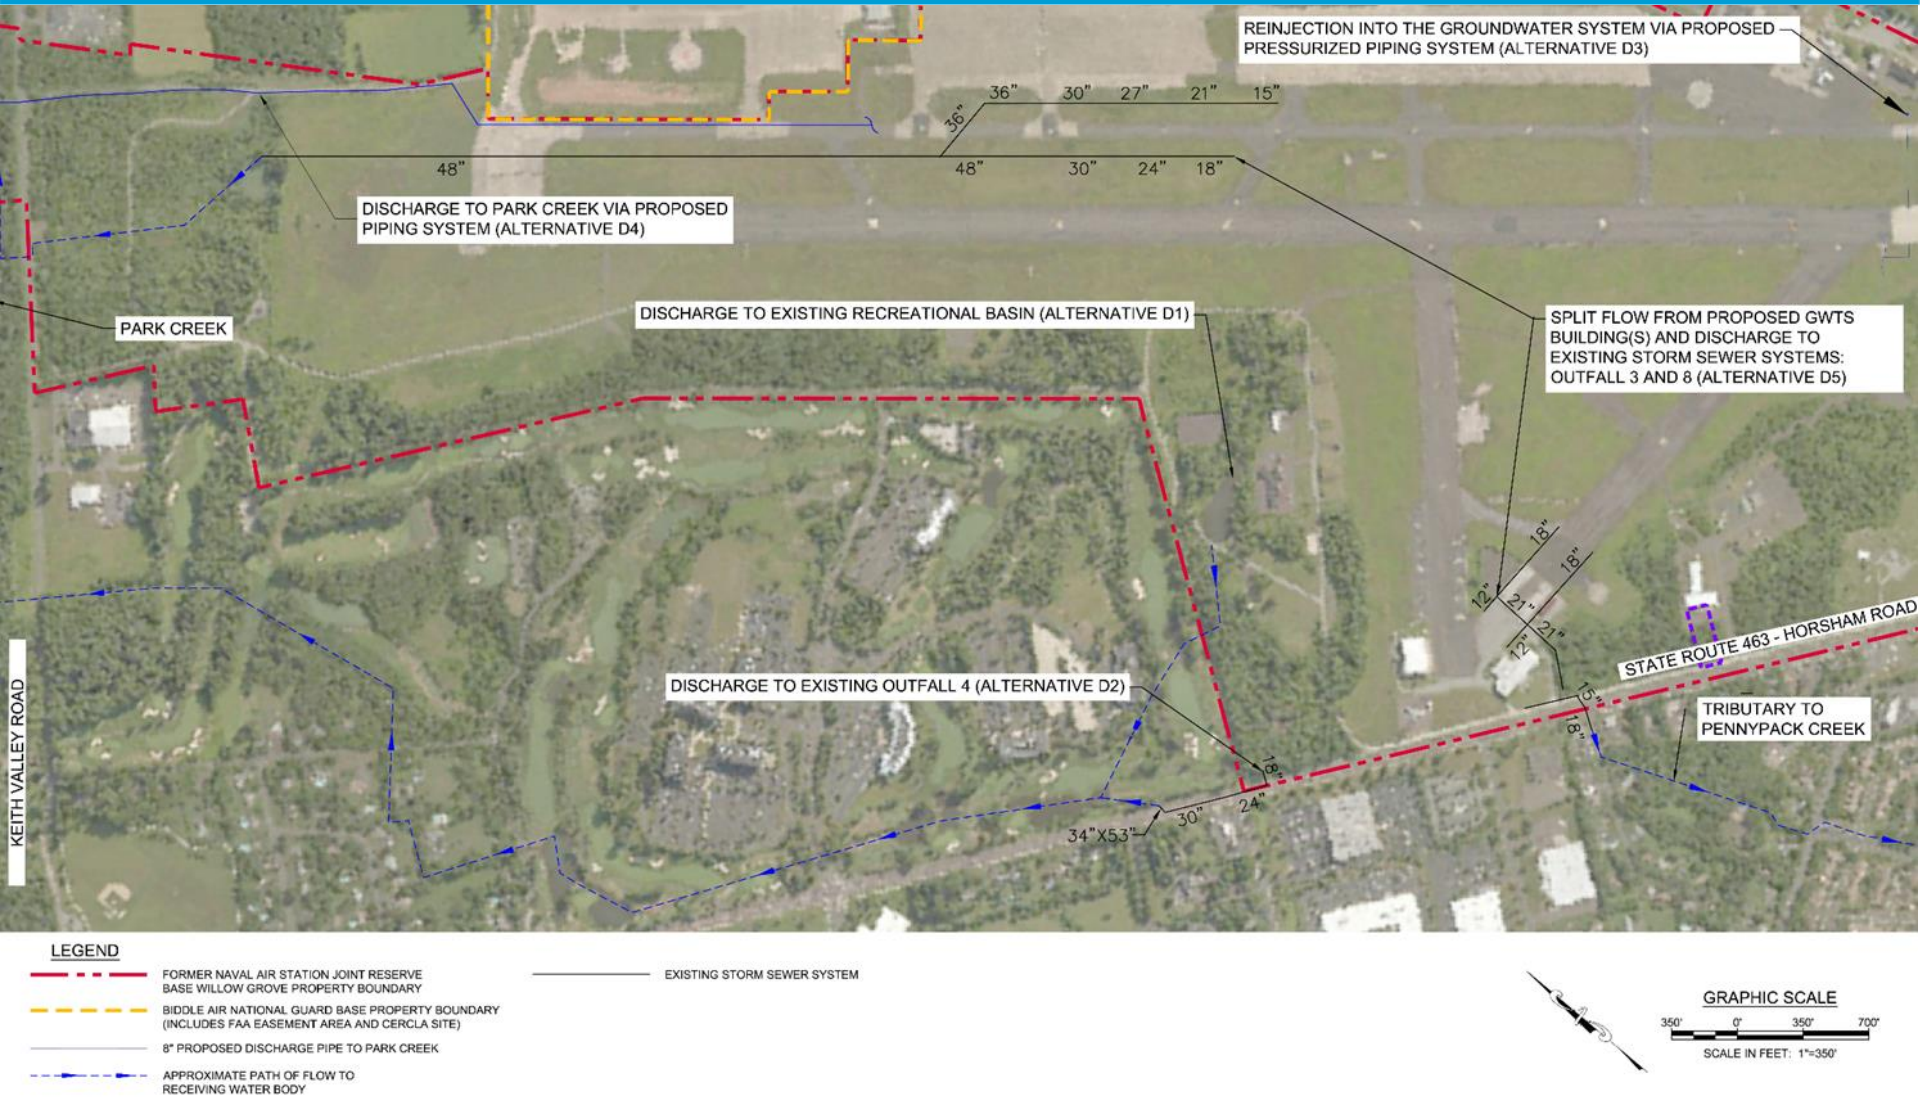 REINJECTION INTO THE GROUNDWATER SYSTEM VIA PROPOSED
PRESSURIZED PIPING SYSTEM (ALTERNATIVE D3)
36" 30" 27" 21" 15"
36"
48" 48" 30" 24" 18"
DISCHARGE TO PARK CREEK VIA PROPOSED
PIPING SYSTEM (ALTERNATIVE D4)
DISCHARGE TO EXISTING RECREATIONAL BASIN (ALTERNATIVE D1)
PARK CREEK
SPLIT FLOW FROM PROPOSED GWTS
BUILDING(S) AND DISCHARGE TO
EXISTING STORM SEWER SYSTEMS:
OUTFALL 3 AND 8 (ALTERNATIVE D5)
18"
18"
12"
21"
21"
12"
STATE ROUTE 463 - HORSHAM ROAD
DISCHARGE TO EXISTING OUTFALL 4 (ALTERNATIVE D2)
15"
18"
TRIBUTARY TO
PENNYPACK CREEK
KEITH VALLEY ROAD
18"
24"
30"
34"X53"
LEGEND
FORMER NAVAL AIR STATION JOINT RESERVE
BASE WILLOW GROVE PROPERTY BOUNDARY
BIDDLE AIR NATIONAL GUARD BASE PROPERTY BOUNDARY
(INCLUDES FAA EASEMENT AREA AND CERCLA SITE)
8" PROPOSED DISCHARGE PIPE TO PARK CREEK
APPROXIMATE PATH OF FLOW TO
RECEIVING WATER BODY
EXISTING STORM SEWER SYSTEM
GRAPHIC SCALE
350' 0' 350' 700'
SCALE IN FEET: 1"=350'